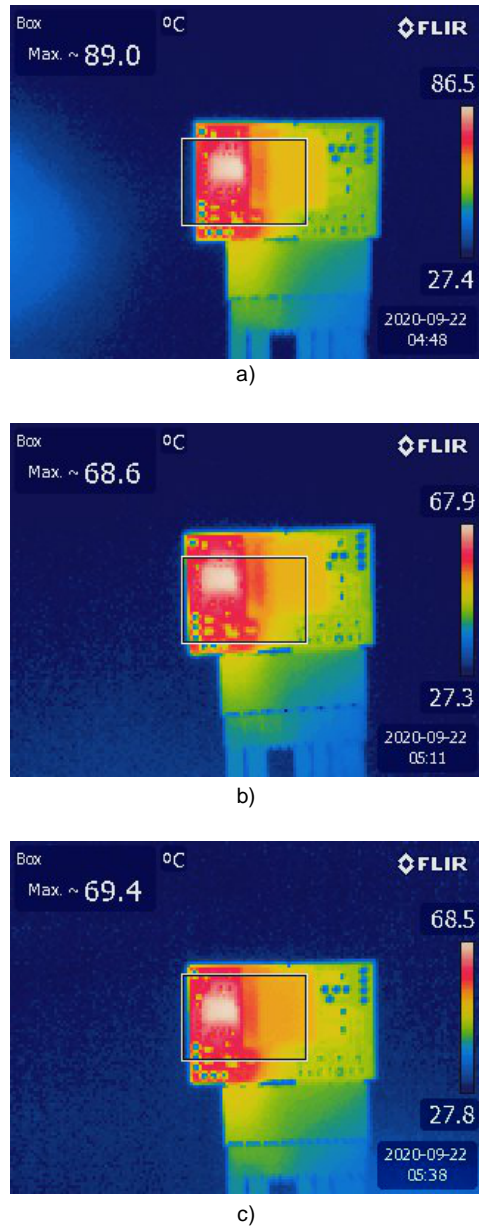 Box
°C
FLIR
Max. ~ 89.0
86.5
27.4
2020-09-22
04:48
a)
Box
°C
FLIR
Max. ~ 68.6
67.9
27.3
2020-09-22
05:11
b)
Box
°C
FLIR
Max. ~ 69.4
68.5
27.8
2020-09-22
05:38
c)